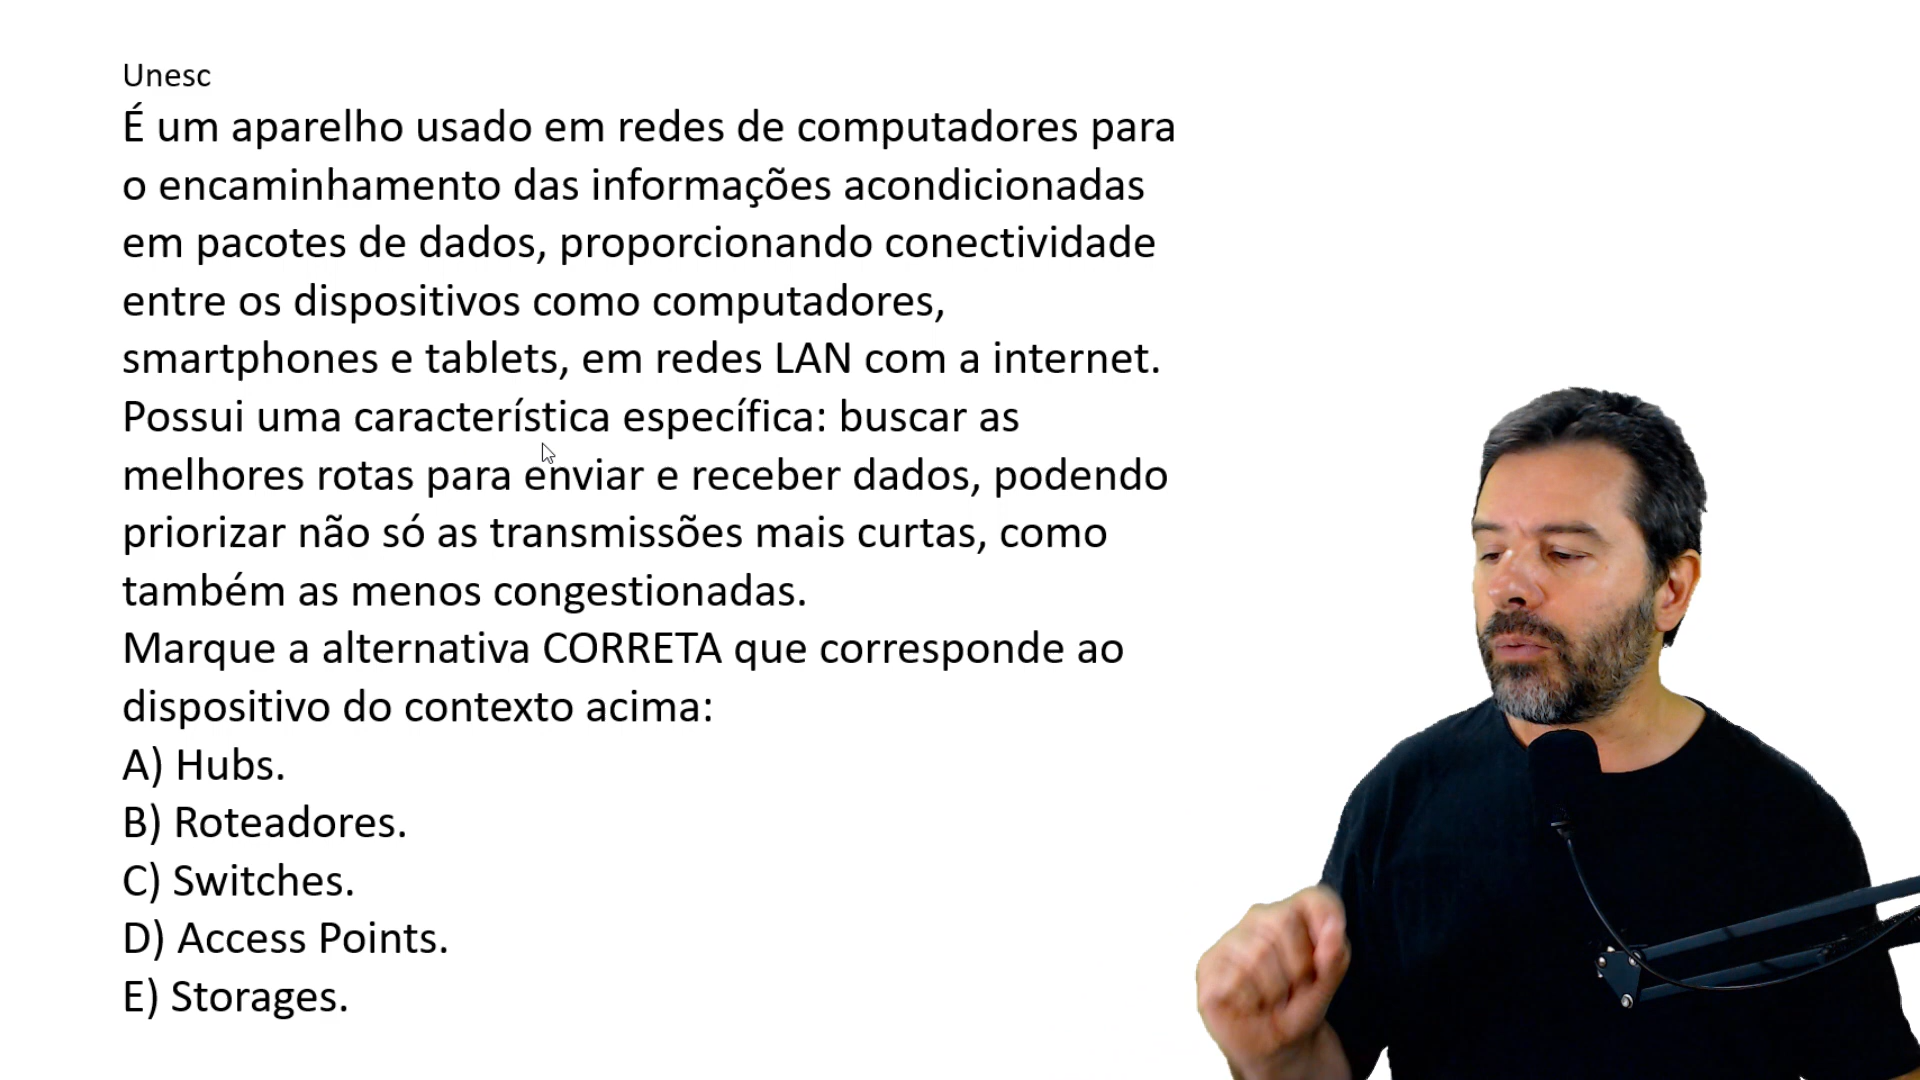 Unesc
É um aparelho usado em redes de computadores para
o encaminhamento das informações acondicionadas
em pacotes de dados, proporcionando conectividade
entre os dispositivos como computadores,
smartphones e tablets, em redes LAN com a internet.
Possui uma característica específica: buscar as
melhores rotas para enviar e receber dados, podendo
priorizar não só as transmissões mais curtas, como
também as menos congestionadas.
Marque a alternativa CORRETA que corresponde ao
dispositivo do contexto acima:
A) Hubs.
B) Roteadores.
C) Switches.
D) Access Points.
E) Storages.